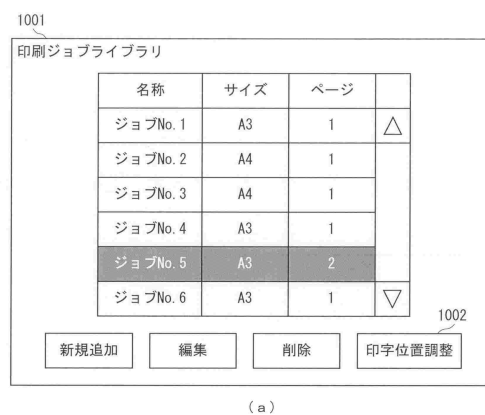 1001
印刷ジョブライブラリ
名称 サイズ ページ
ジョブNo. 1 A3 1 △
ジョブNo. 2 A4 1
ジョブNo. 3 A4 1
ジョブNo. 4 A3 1
ジョブNo. 5 A3 2
ジョブNo. 6 A3 1 ▽
1002
新規追加 編集 削除 印字位置調整
(a)